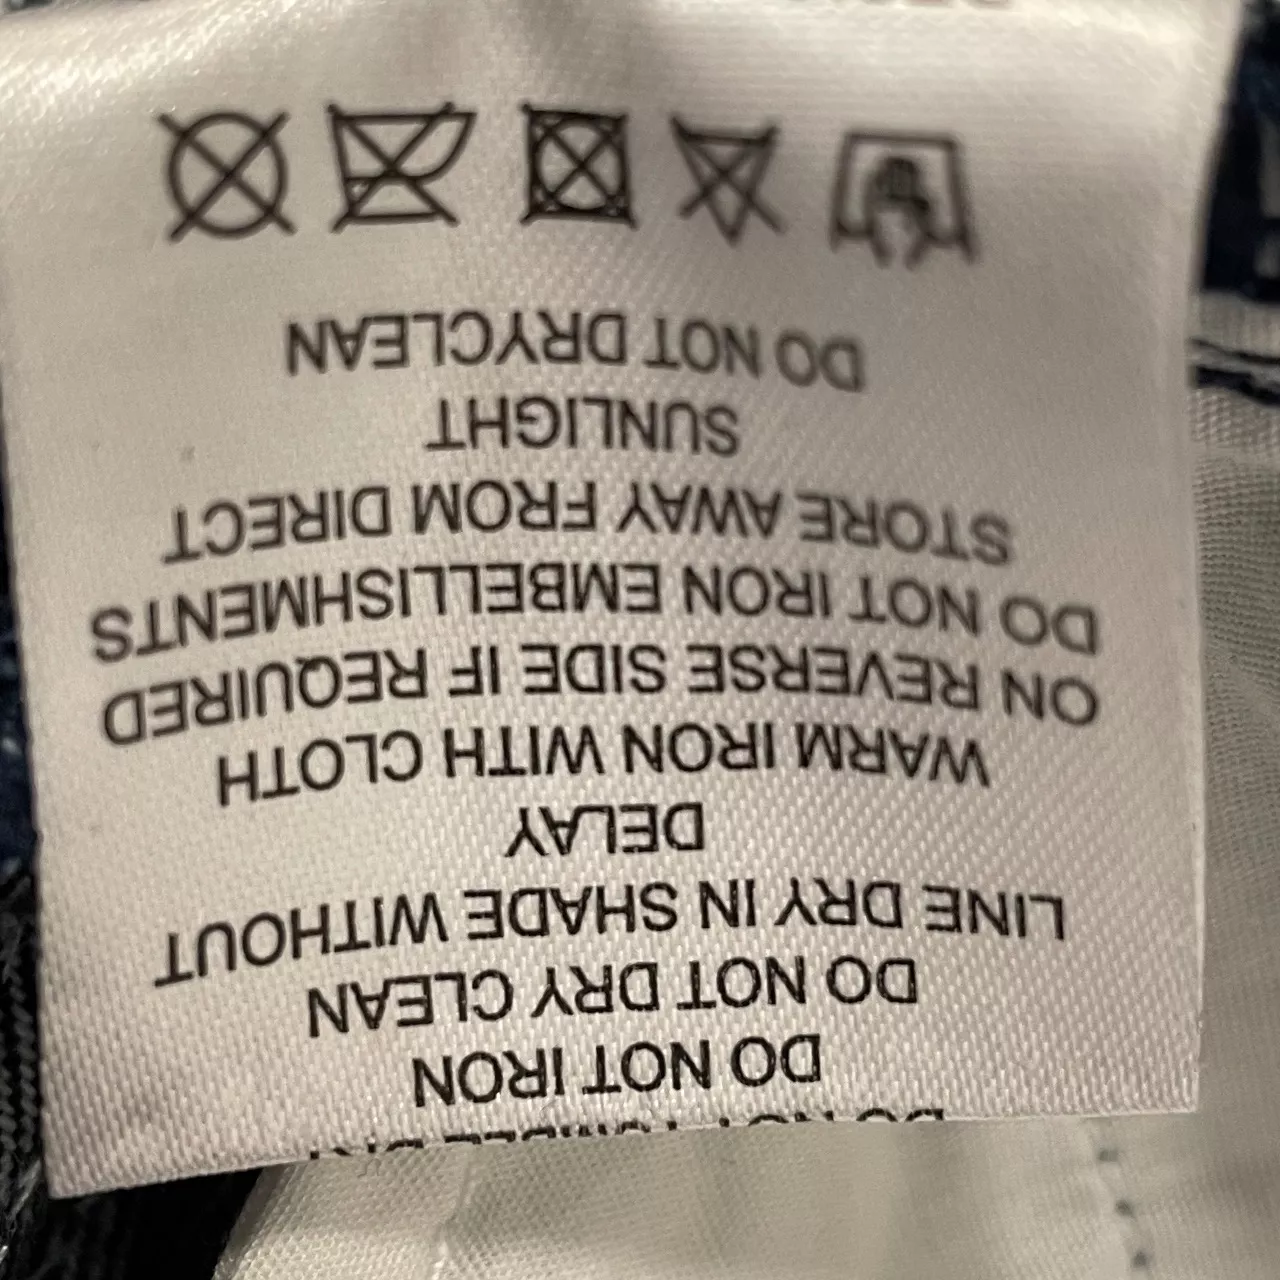 DO NOT IRON
DO NOT DRY CLEAN
LINE DRY IN SHADE WITHOUT
DELAY
WARM IRON WITH CLOTH
ON REVERSE SIDE IF REQUIRED
DO NOT IRON EMBELLISHMENTS
STORE AWAY FROM DIRECT
SUNLIGHT
DO NOT DRYCLEAN